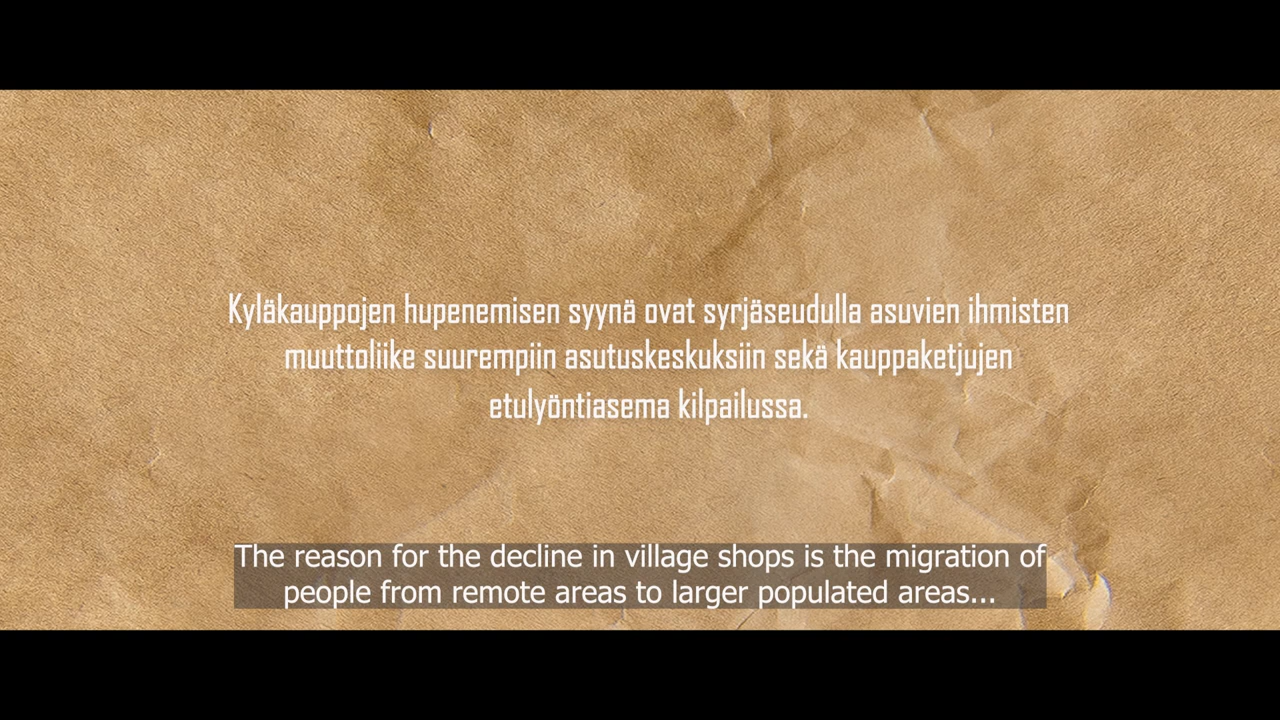 Kyläkauppojen hupenemisen syynä ovat syrjäseudulla asuvien ihmisten
muuttoliike suurempiin asutuskeskuksiin sekä kauppaketjujen
etulyöntiasema kilpailussa.
The reason for the decline in village shops is the migration of
people from remote areas to larger populated areas...